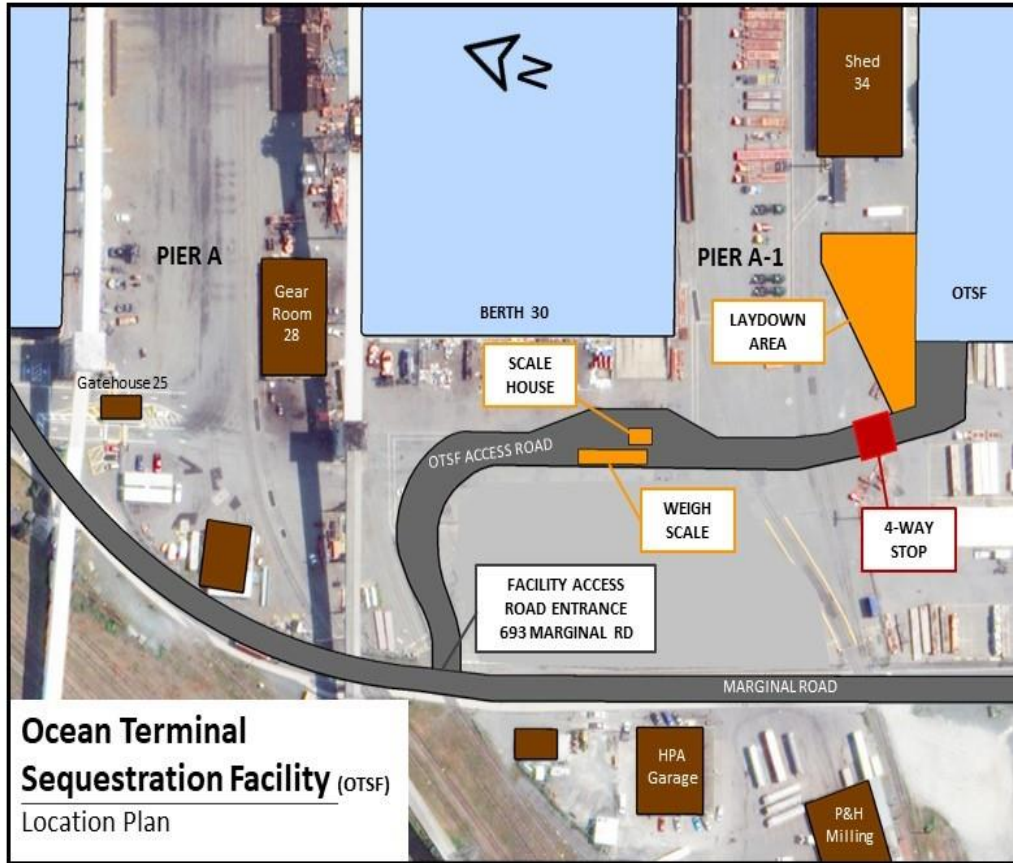 N
Shed
34
PIER A
PIER A-1
Gear
Room
28
BERTH 30
OTSF
LAYDOWN
AREA
SCALE
HOUSE
Gatehouse 25
OTSF ACCESS ROAD
WEIGH
SCALE
4-WAY
STOP
FACILITY ACCESS
ROAD ENTRANCE
693 MARGINAL RD
MARGINAL ROAD
Ocean Terminal
Sequestration Facility (OTSF)
Location Plan
HPA
Garage
P&H
Milling